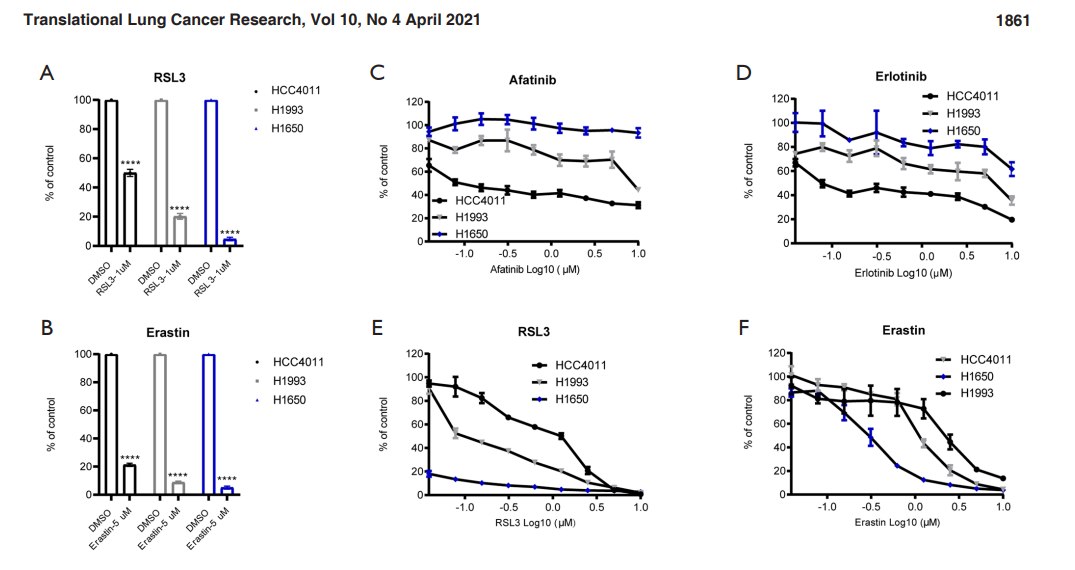 Translational Lung Cancer Research, Vol 10, No 4 April 2021 1861
A
RSL3
% of control
100
80
60
40
20
0
****
****
****
DMSO
RSL3- 1uM
DMSO
RSL3- 1uM
DMSO
RSL3- 1uM
HCC4011
H1993
H1650
C
Afatinib
% of control
120
100
80
60
40
20
0
HCC4011
H1993
H1650
-1.0 -0.5 0.0 0.5 1.0
Afatinib Log10 ( µM)
D
Erlotinib
% of control
120
100
80
60
40
20
0
HCC4011
H1993
H1650
-1.0 -0.5 0.0 0.5 1.0
Erlotinib Log10 (µM)
B
Erastin
% of control
100
80
60
40
20
0
****
****
****
DMSO
Erastin-5 uM
DMSO
Erastin-5 uM
DMSO
Erastin-5 uM
HCC4011
H1993
H1650
E
RSL3
% of control
120
100
80
60
40
20
0
HCC4011
H1993
H1650
-1.0 -0.5 0.0 0.5 1.0
RSL3 Log10 (µM)
F
Erastin
% of control
120
100
80
60
40
20
0
HCC4011
H1650
H1993
-1.0 -0.5 0.0 0.5 1.0
Erastin Log10 (µM)